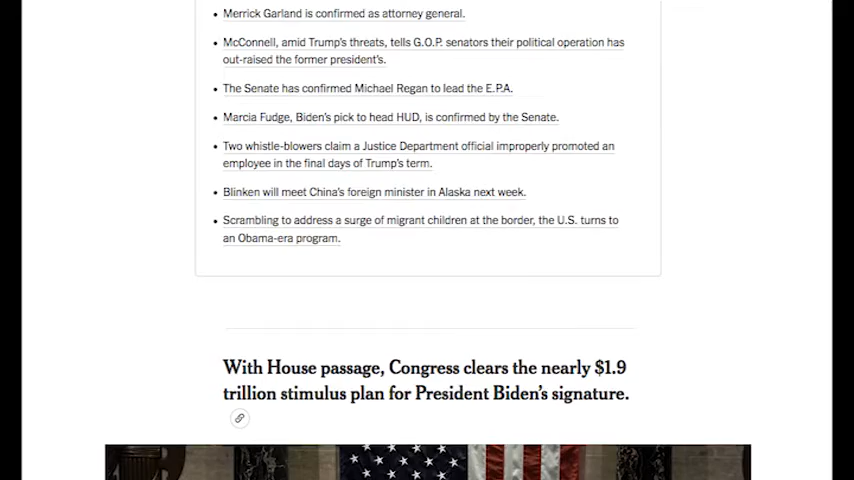 Merrick Garland is confirmed as attorney general.
McConnell, amid Trump's threats, tells G.O.P. senators their political operation has
out-raised the former president's.
The Senate has confirmed Michael Regan to lead the E.P.A.
Marcia Fudge, Biden's pick to head HUD, is confirmed by the Senate.
Two whistle-blowers claim a Justice Department official improperly promoted an
employee in the final days of Trump's term.
Blinken will meet China's foreign minister in Alaska next week.
Scrambling to address a surge of migrant children at the border, the U.S. turns to
an Obama-era program.
With House passage, Congress clears the nearly $1.9
trillion stimulus plan for President Biden's signature.